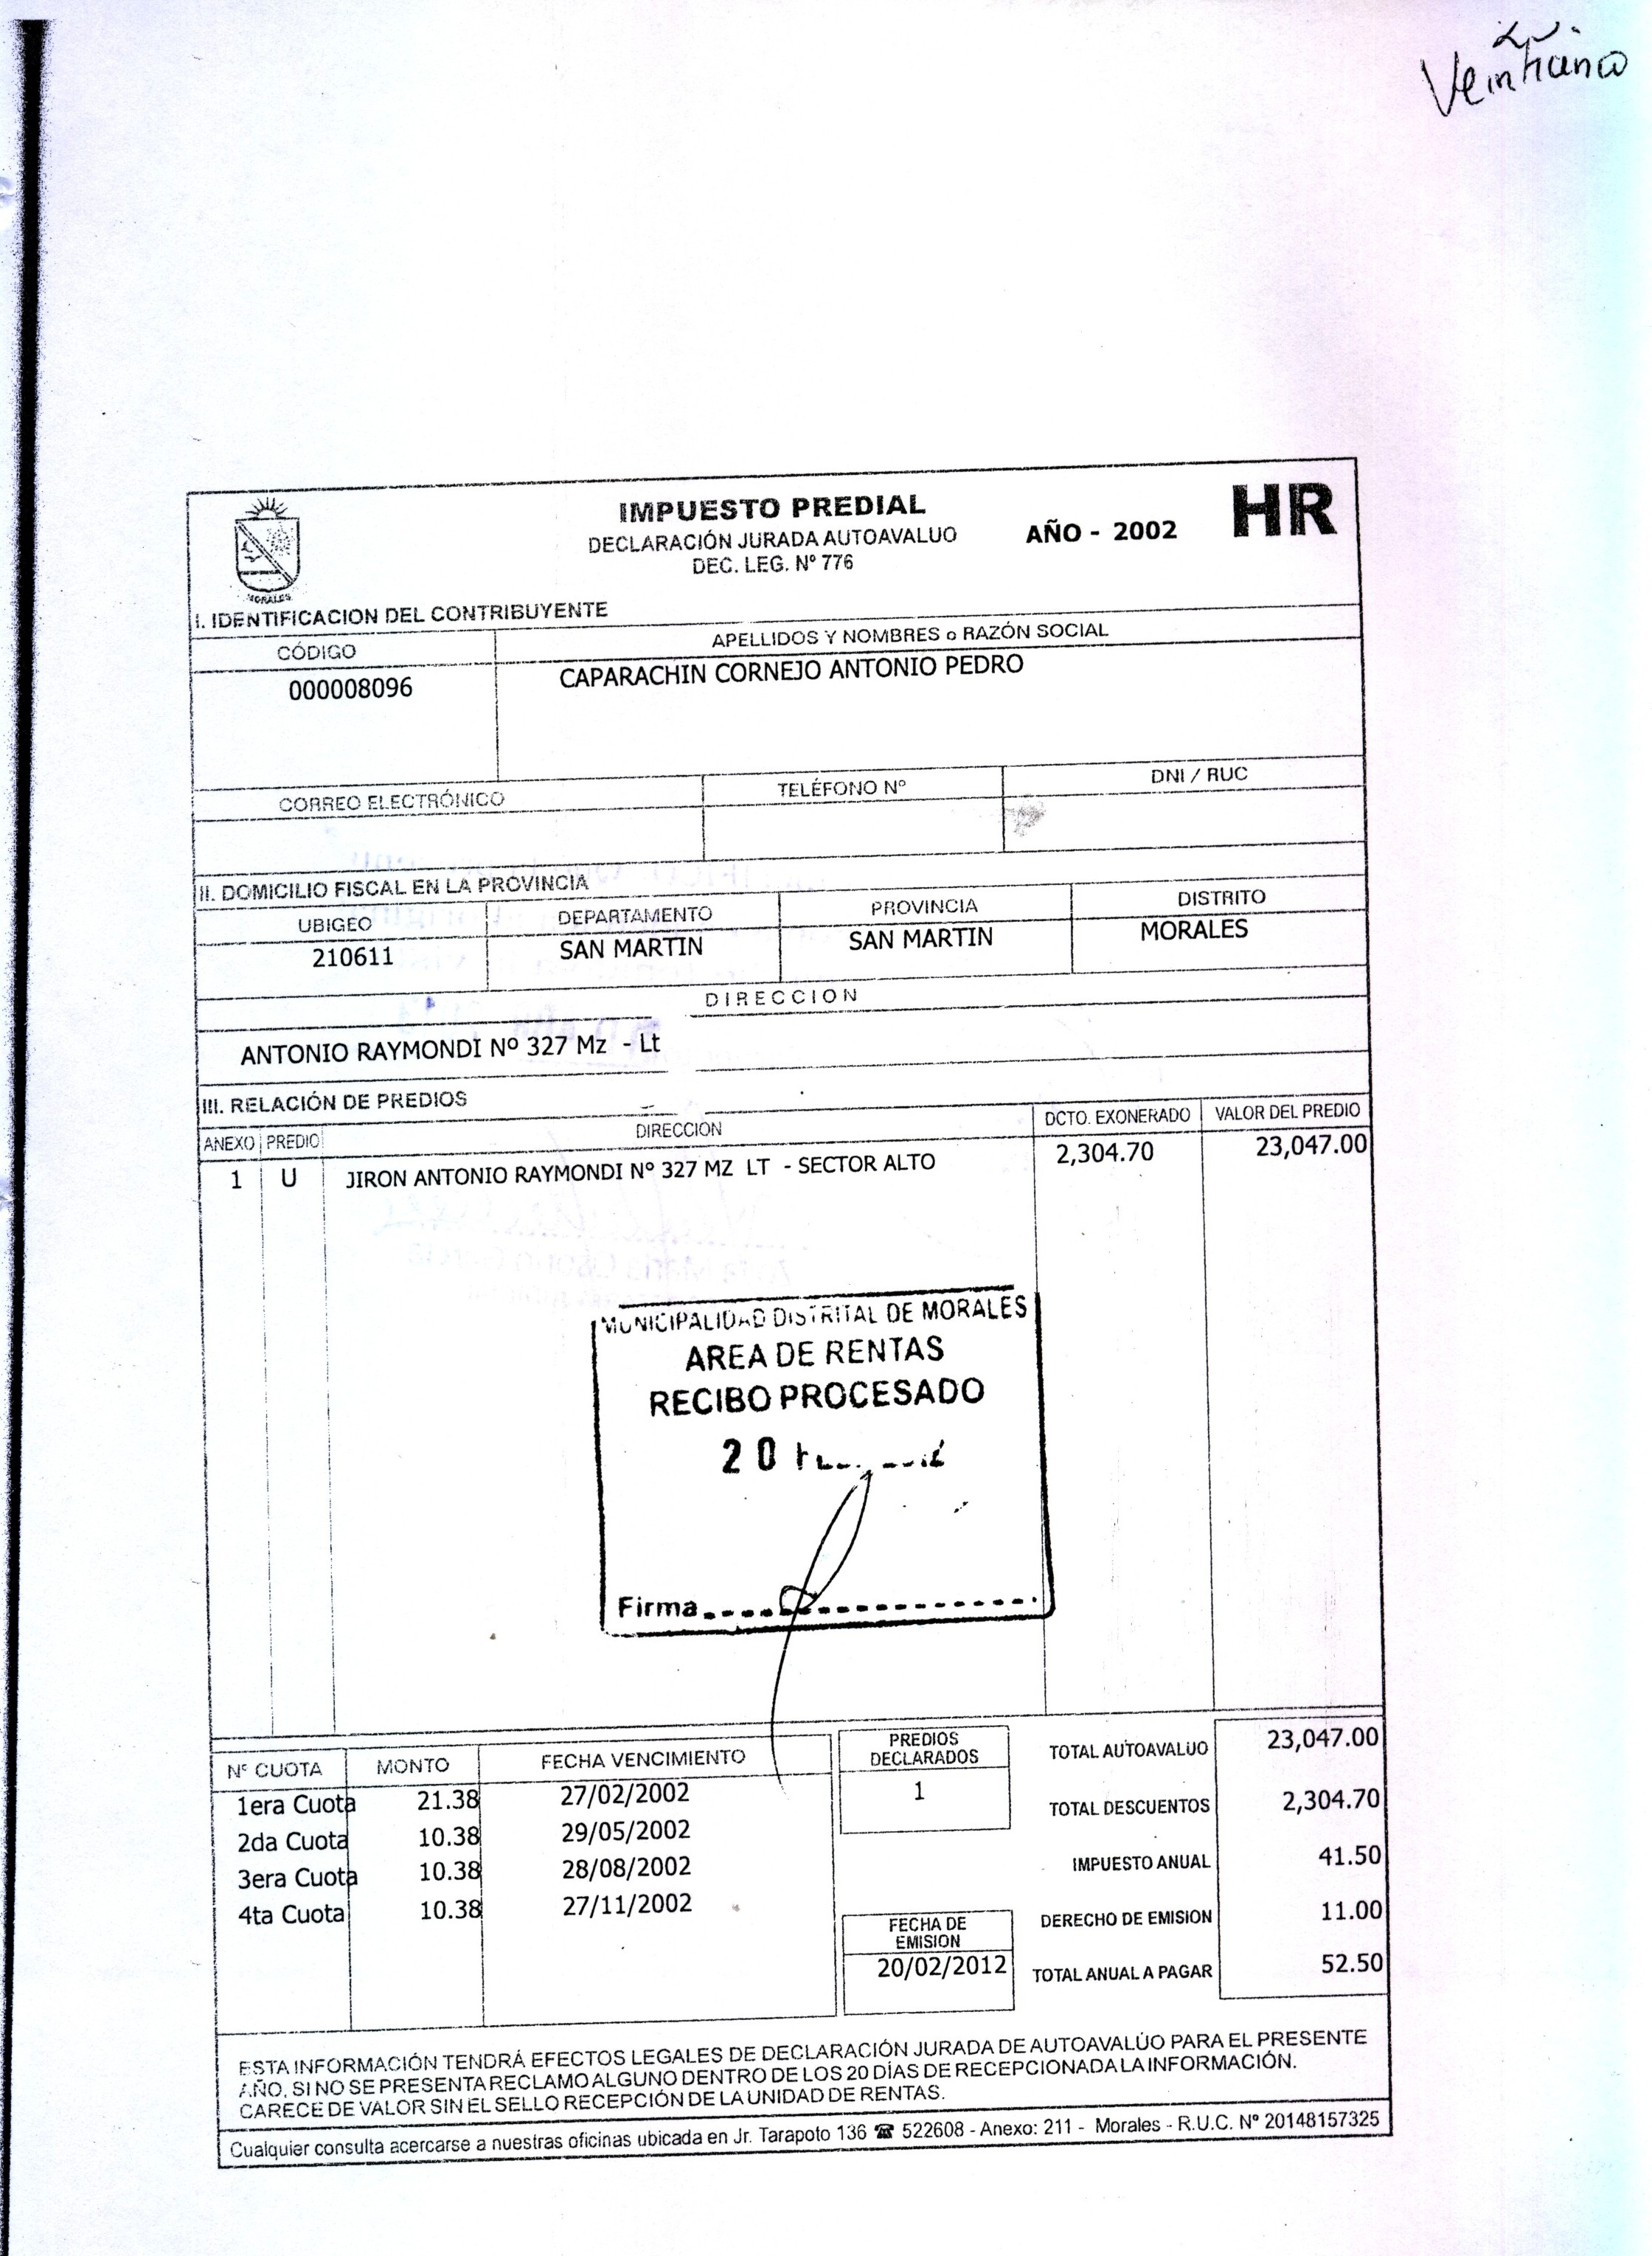 IMPUESTO PREDIAL
DECLARACIÓN JURADA AUTOAVALUO
DEC. LEG. Nº 776
AÑO - 2002
HR
MORALES
I. IDENTIFICACION DEL CONTRIBUYENTE
CÓDIGO APELLIDOS Y NOMBRES o RAZÓN SOCIAL
000008096 CAPARACHIN CORNEJO ANTONIO PEDRO
CORREO ELECTRÓNICO TELÉFONO Nº DNI / RUC
II. DOMICILIO FISCAL EN LA PROVINCIA
UBIGEO DEPARTAMENTO PROVINCIA DISTRITO
210611 SAN MARTIN SAN MARTIN MORALES
DIRECCION
ANTONIO RAYMONDI Nº 327 Mz - Lt
III. RELACIÓN DE PREDIOS
ANEXO PREDIO DIRECCION DCTO. EXONERADO VALOR DEL PREDIO
1 U JIRON ANTONIO RAYMONDI Nº 327 MZ LT - SECTOR ALTO 2,304.70 23,047.00
MUNICIPALIDAD DISTRITAL DE MORALES
AREA DE RENTAS
RECIBO PROCESADO
20
Firma
Nº CUOTA MONTO FECHA VENCIMIENTO
1era Cuota 21.38 27/02/2002
2da Cuota 10.38 29/05/2002
3era Cuota 10.38 28/08/2002
4ta Cuota 10.38 27/11/2002
PREDIOS
DECLARADOS
1
FECHA DE
EMISION
20/02/2012
TOTAL AUTOAVALUO 23,047.00
TOTAL DESCUENTOS 2,304.70
IMPUESTO ANUAL 41.50
DERECHO DE EMISION 11.00
TOTAL ANUAL A PAGAR 52.50
ESTA INFORMACIÓN TENDRÁ EFECTOS LEGALES DE DECLARACIÓN JURADA DE AUTOAVALÚO PARA EL PRESENTE
AÑO, SI NO SE PRESENTA RECLAMO ALGUNO DENTRO DE LOS 20 DÍAS DE RECEPCIONADA LA INFORMACIÓN.
CARECE DE VALOR SIN EL SELLO RECEPCIÓN DE LA UNIDAD DE RENTAS.
Cualquier consulta acercarse a nuestras oficinas ubicada en Jr. Tarapoto 136 ☎ 522608 - Anexo: 211 - Morales - R.U.C. Nº 20148157325